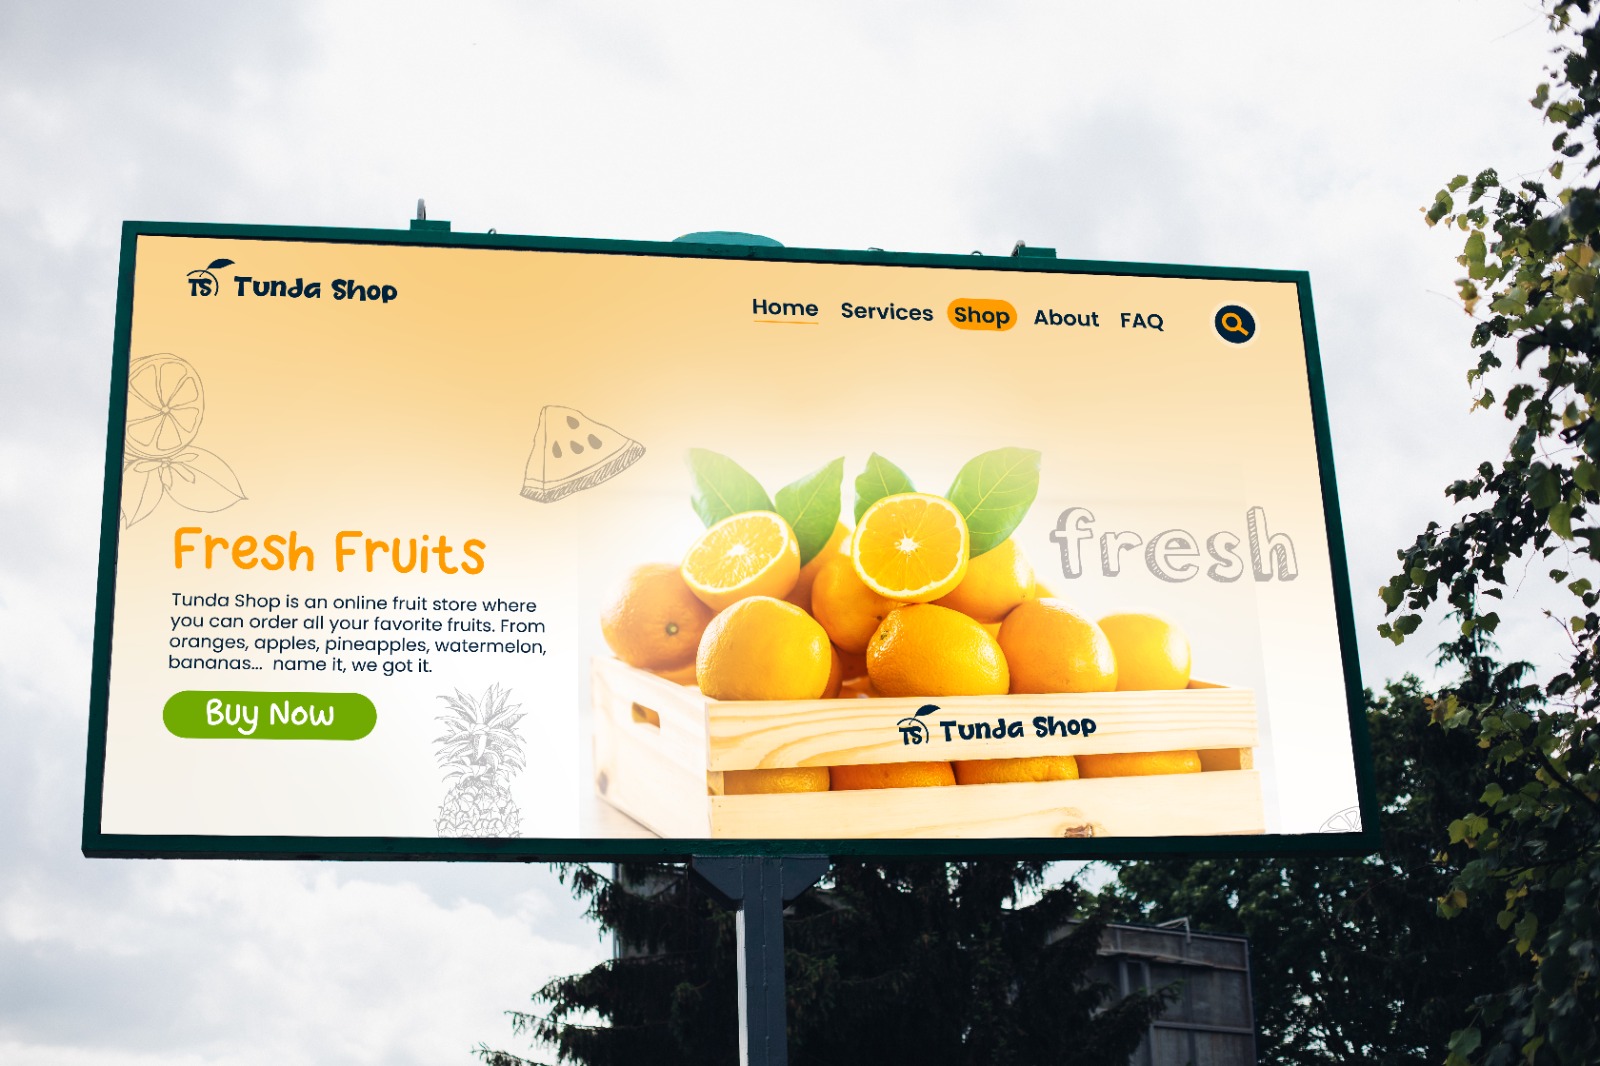 TS Tunda Shop
Home Services Shop About FAQ
fresh
Fresh Fruits
Tunda Shop is an online fruit store where
you can order all your favorite fruits. From
oranges, apples, pineapples, watermelon,
bananas... name it, we got it.
Buy Now
TS Tunda Shop